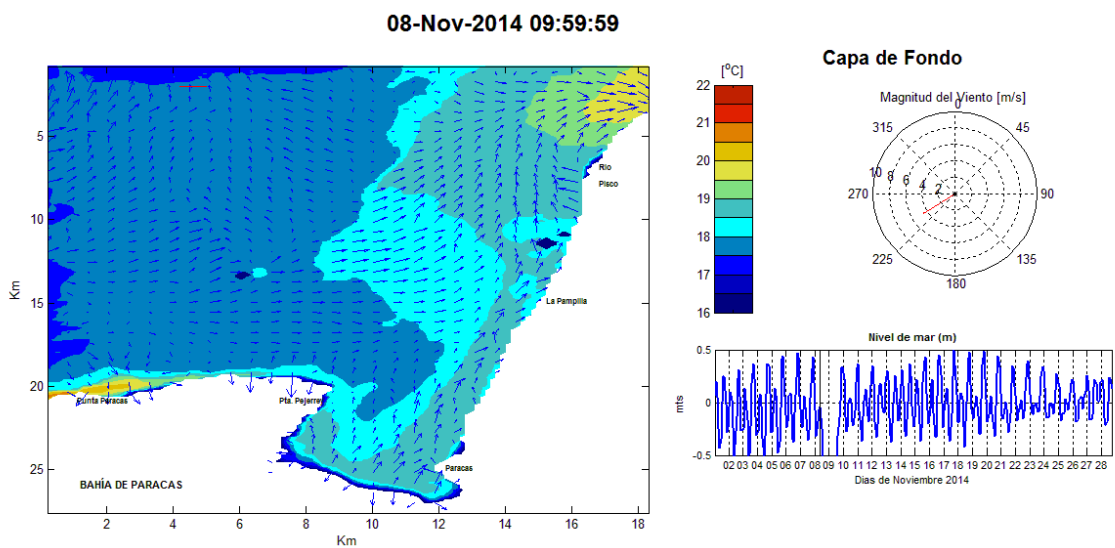 08-Nov-2014 09:59:59
Capa de Fondo
[°C]
22
21
20
20
19
18
18
17
17
16
Magnitud del Viento [m/s]
0
45
90
135
180
225
270
315
10 8 6 4 2
5
10
15
20
25
Km
2 4 6 8 10 12 14 16 18
Km
Rio
Pisco
La Pampilla
Punta Paracas
Pta. Pejerrey
Paracas
BAHÍA DE PARACAS
Nivel de mar (m)
0.5
0
-0.5
mts
02 03 04 05 06 07 08 09 10 11 12 13 14 15 16 17 18 19 20 21 22 23 24 25 26 27 28
Dias de Noviembre 2014